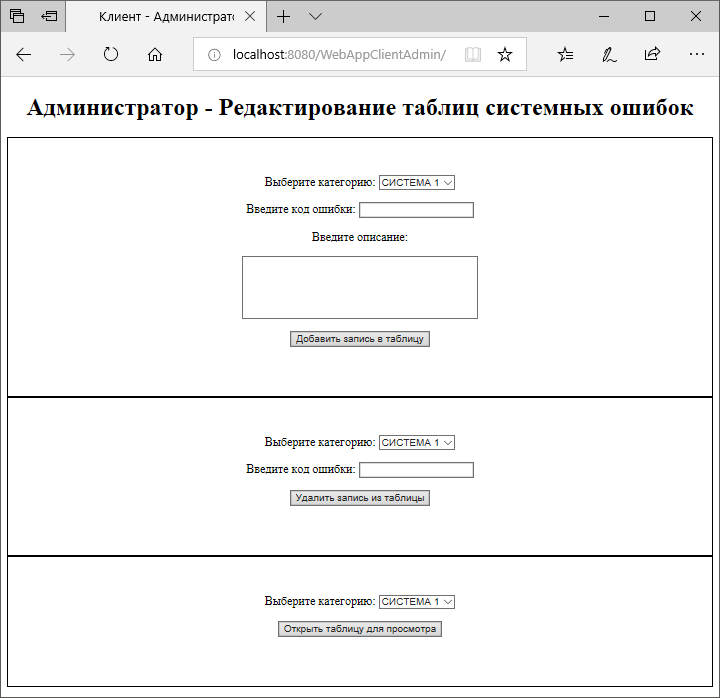 Клиент - Администрато
localhost:8080/WebAppClientAdmin/
Администратор - Редактирование таблиц системных ошибок
Выберите категорию: СИСТЕМА 1
Введите код ошибки:
Введите описание:
Добавить запись в таблицу
Выберите категорию: СИСТЕМА 1
Введите код ошибки:
Удалить запись из таблицы
Выберите категорию: СИСТЕМА 1
Открыть таблицу для просмотра